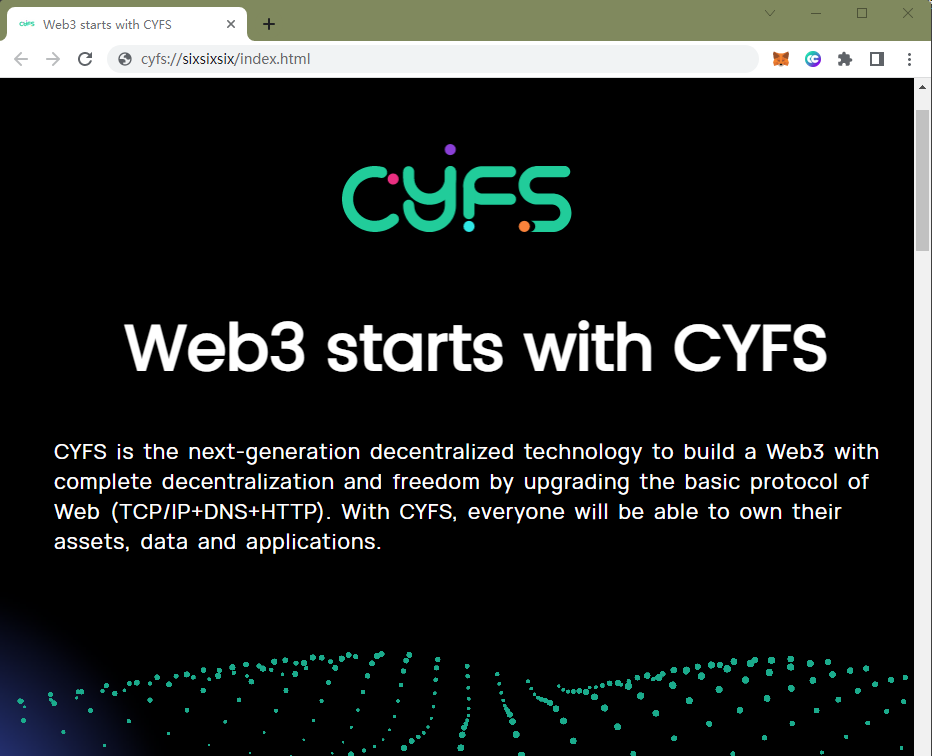 CYFS Web3 starts with CYFS
cyfs://sixsixsix/index.html
CYFS
Web3 starts with CYFS
CYFS is the next-generation decentralized technology to build a Web3 with
complete decentralization and freedom by upgrading the basic protocol of
Web (TCP/IP+DNS+HTTP). With CYFS, everyone will be able to own their
assets, data and applications.